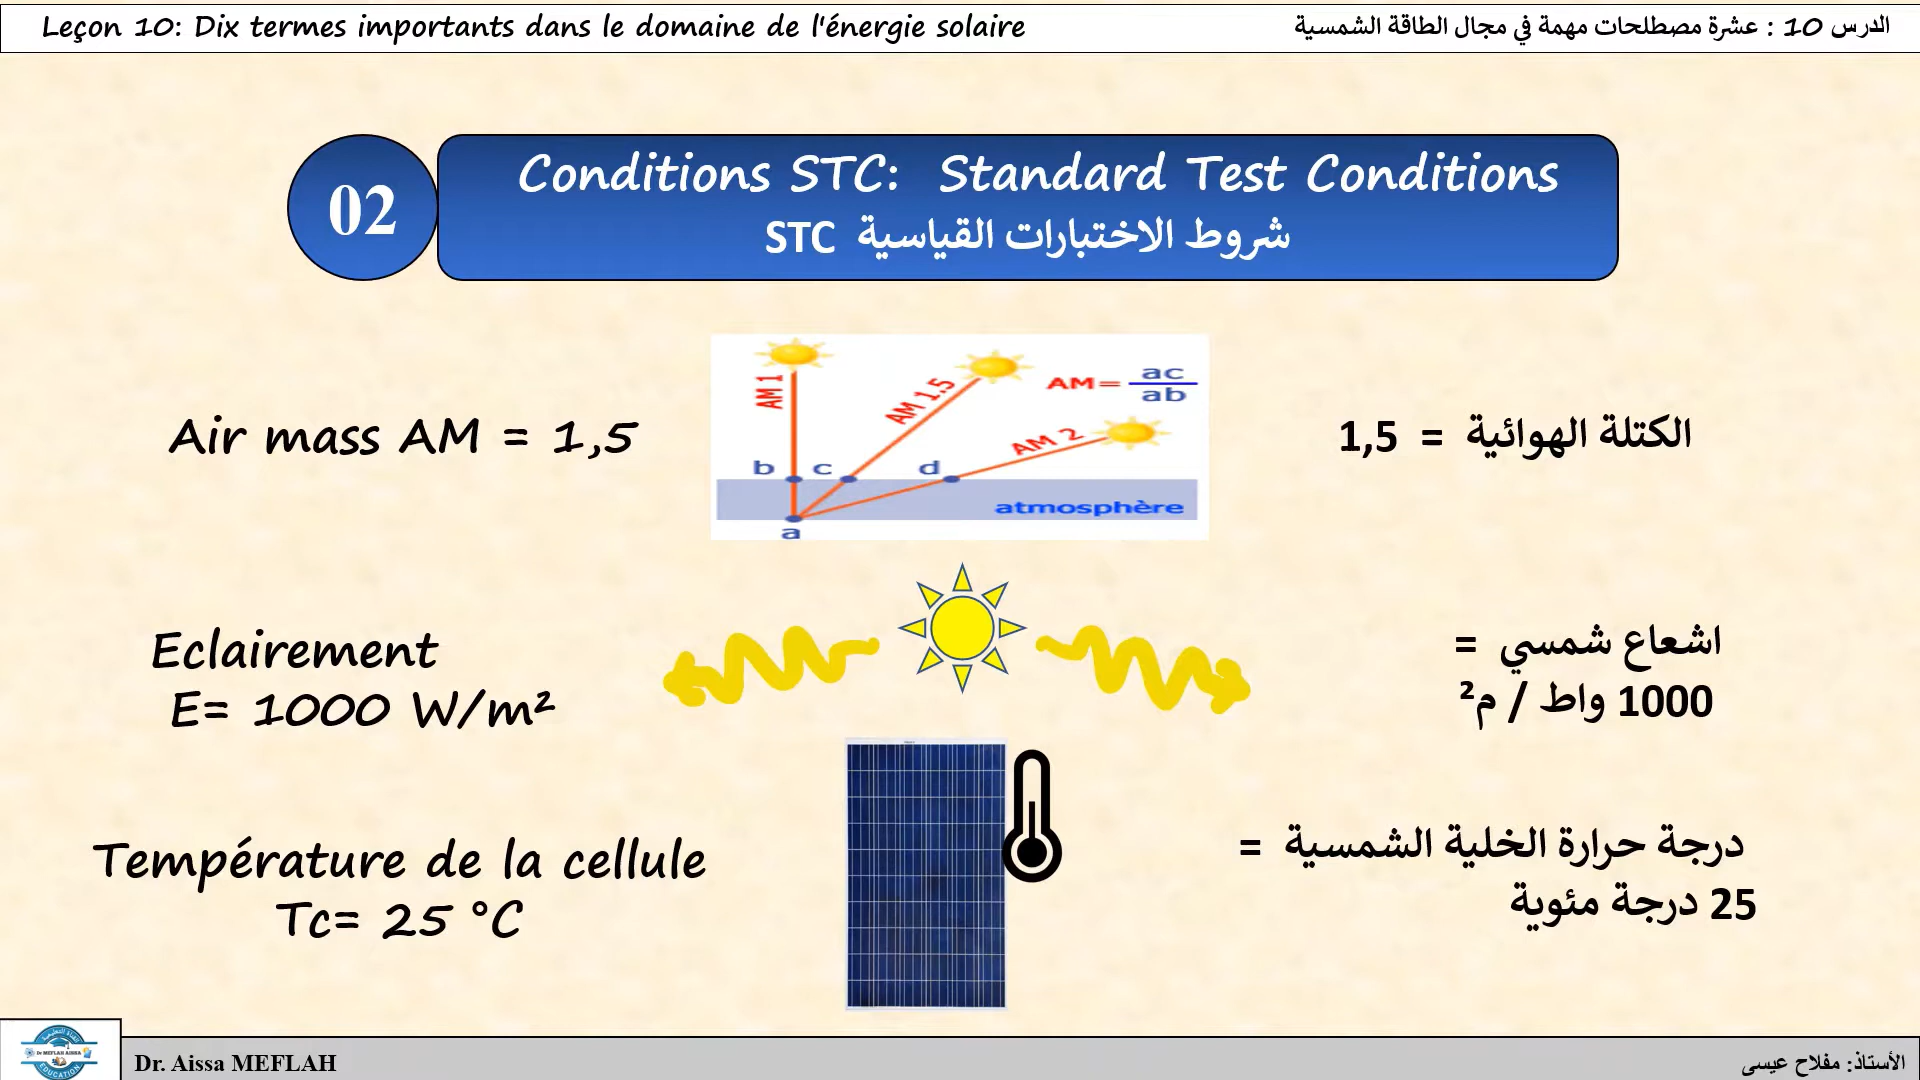 Leçon 10: Dix termes importants dans le domaine de l'énergie solaire
الدرس 10 : عشرة مصطلحات مهمة في مجال الطاقة الشمسية
02
Conditions STC: Standard Test Conditions
شروط الاختبارات القياسية STC
Air mass AM = 1,5
AM 1
AM 1.5
AM 2
AM= ac
ab
b c d
atmosphère
a
الكتلة الهوائية = 1,5
Eclairement
E= 1000 W/m²
اشعاع شمسي =
1000 واط / م²
Température de la cellule
Tc= 25 °C
درجة حرارة الخلية الشمسية =
25 درجة مئوية
Dr MEFLAH AISSA
EDUCATION
Dr. Aissa MEFLAH
الأستاذ: مفلاح عيسى